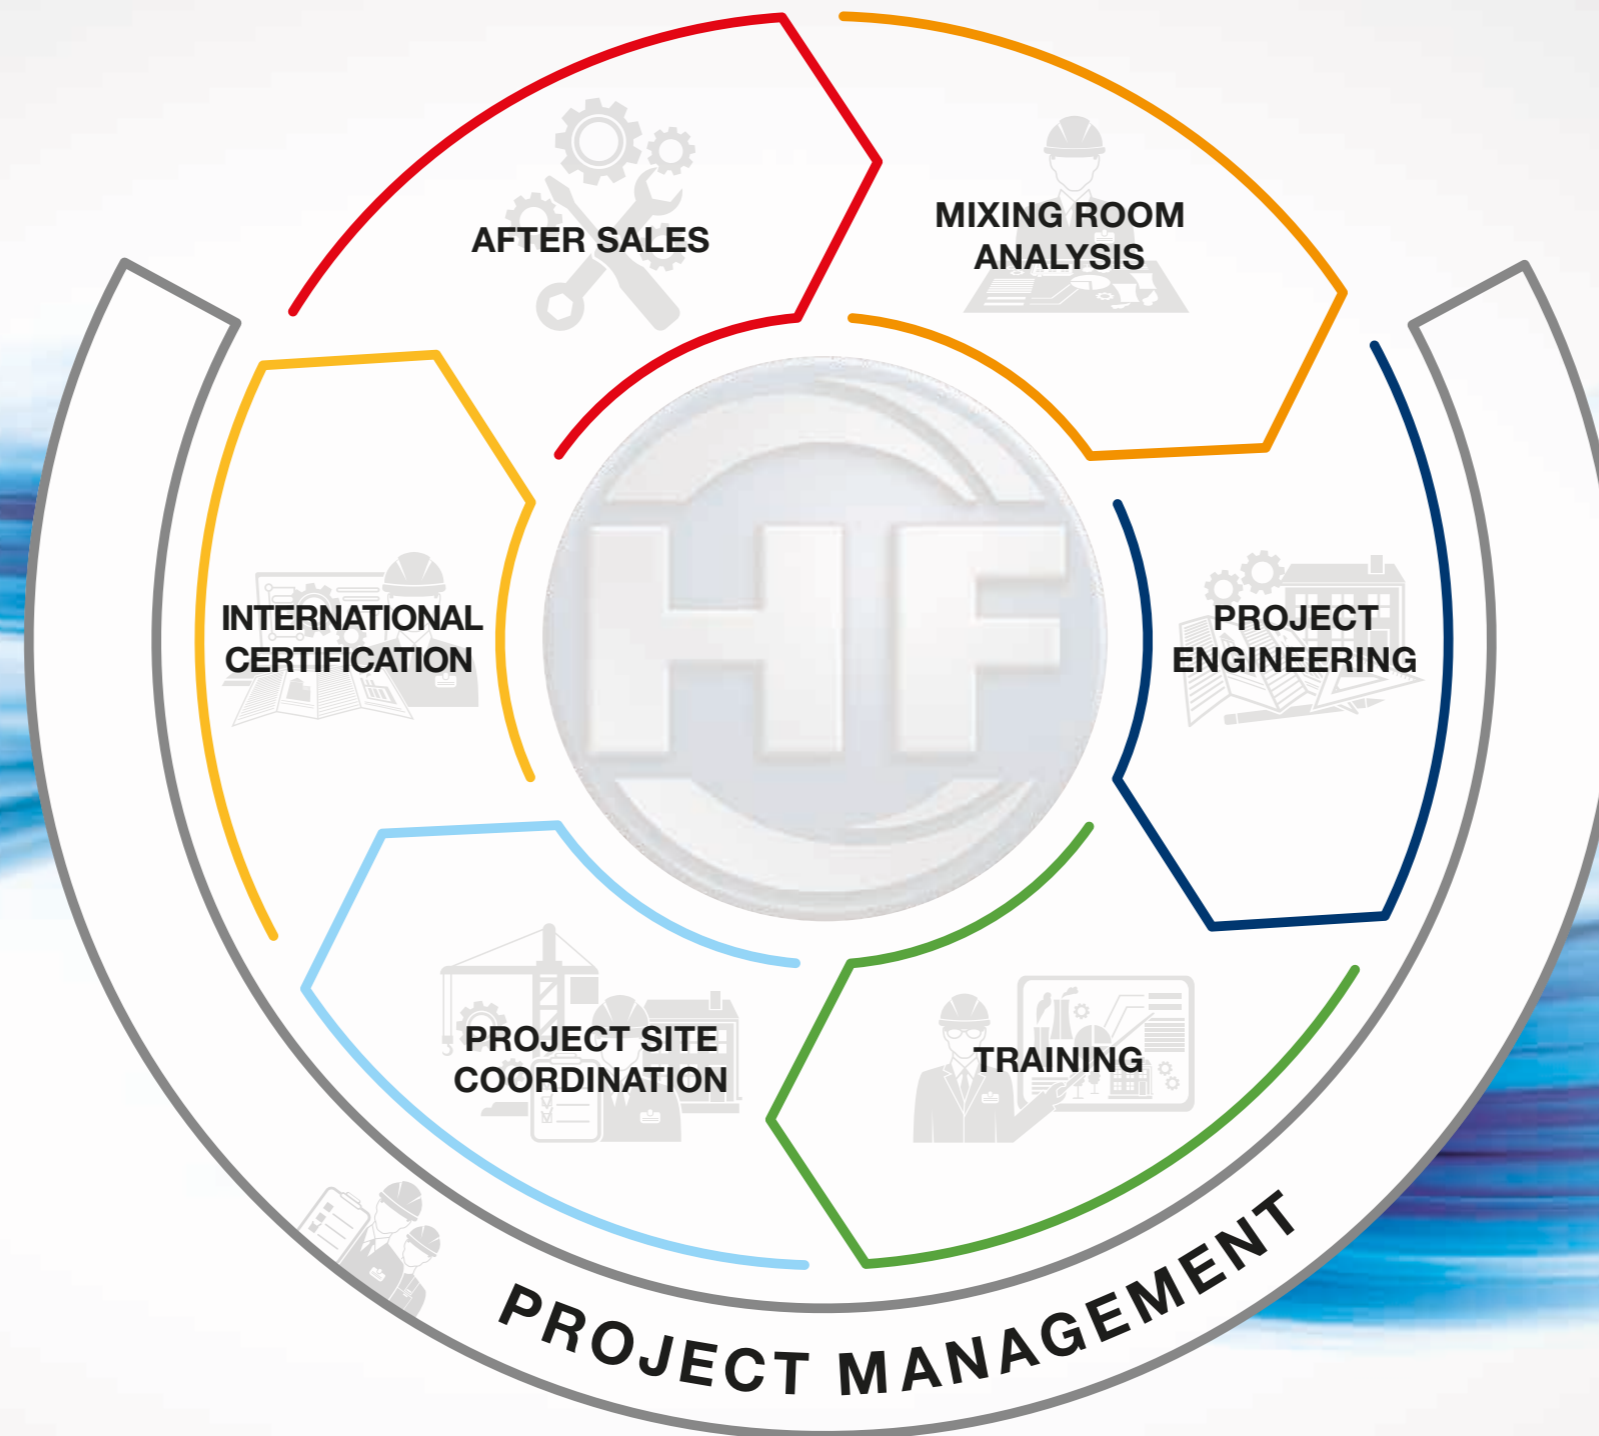 AFTER SALES
MIXING ROOM
ANALYSIS
INTERNATIONAL
CERTIFICATION
HF
PROJECT
ENGINEERING
PROJECT SITE
COORDINATION
TRAINING
PROJECT MANAGEMENT